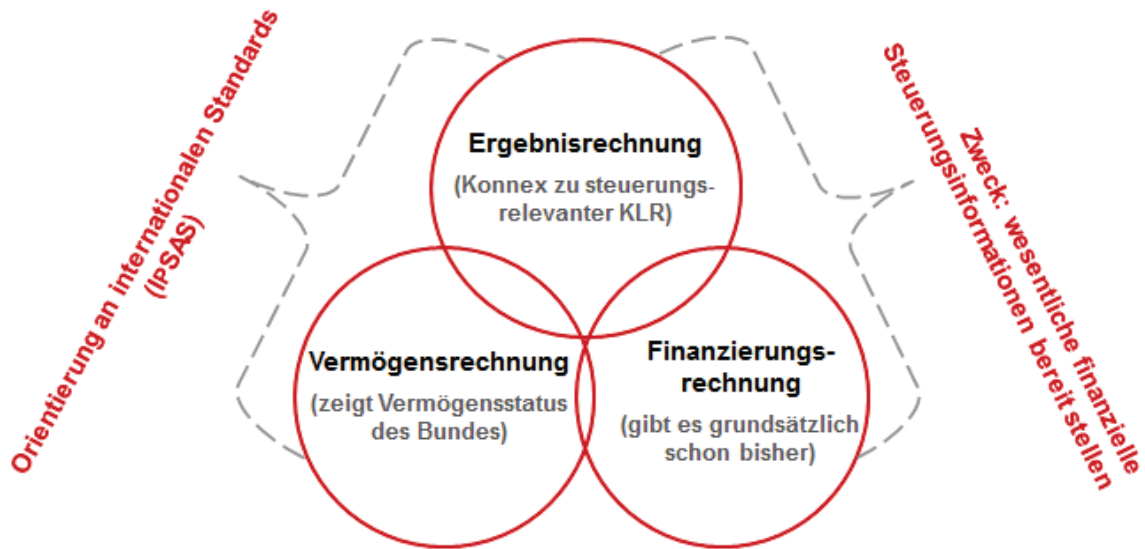 Orientierung an internationalen Standards
(IPSAS)
Ergebnisrechnung
(Konnex zu steuerungs-
relevanter KLR)
Vermögensrechnung
(zeigt Vermögensstatus
des Bundes)
Finanzierungs-
rechnung
(gibt es grundsätzlich
schon bisher)
Zweck: wesentliche finanzielle
Steuerungsinformationen bereit stellen